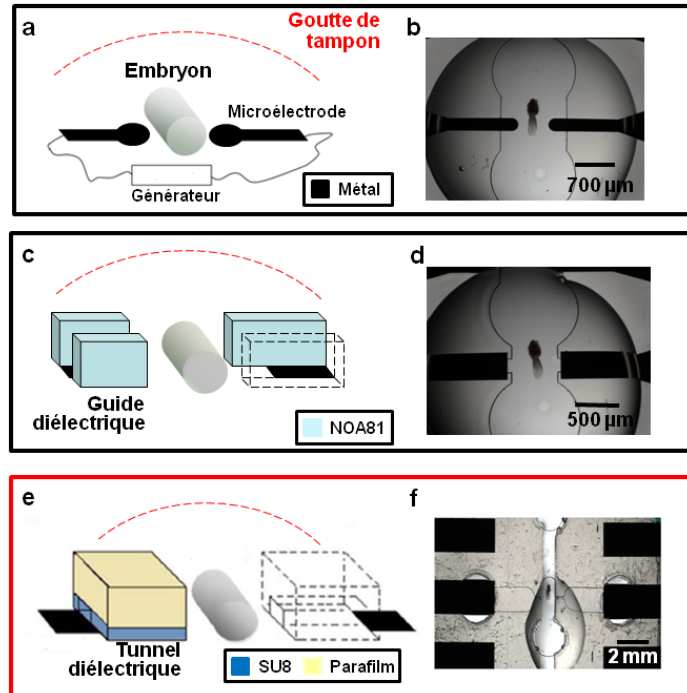 a
Goutte de
tampon
Embryon
Microélectrode
Générateur
Métal
b
700 µm
c
Guide
diélectrique
NOA81
d
500 µm
e
Tunnel
diélectrique
SU8
Parafilm
f
2 mm